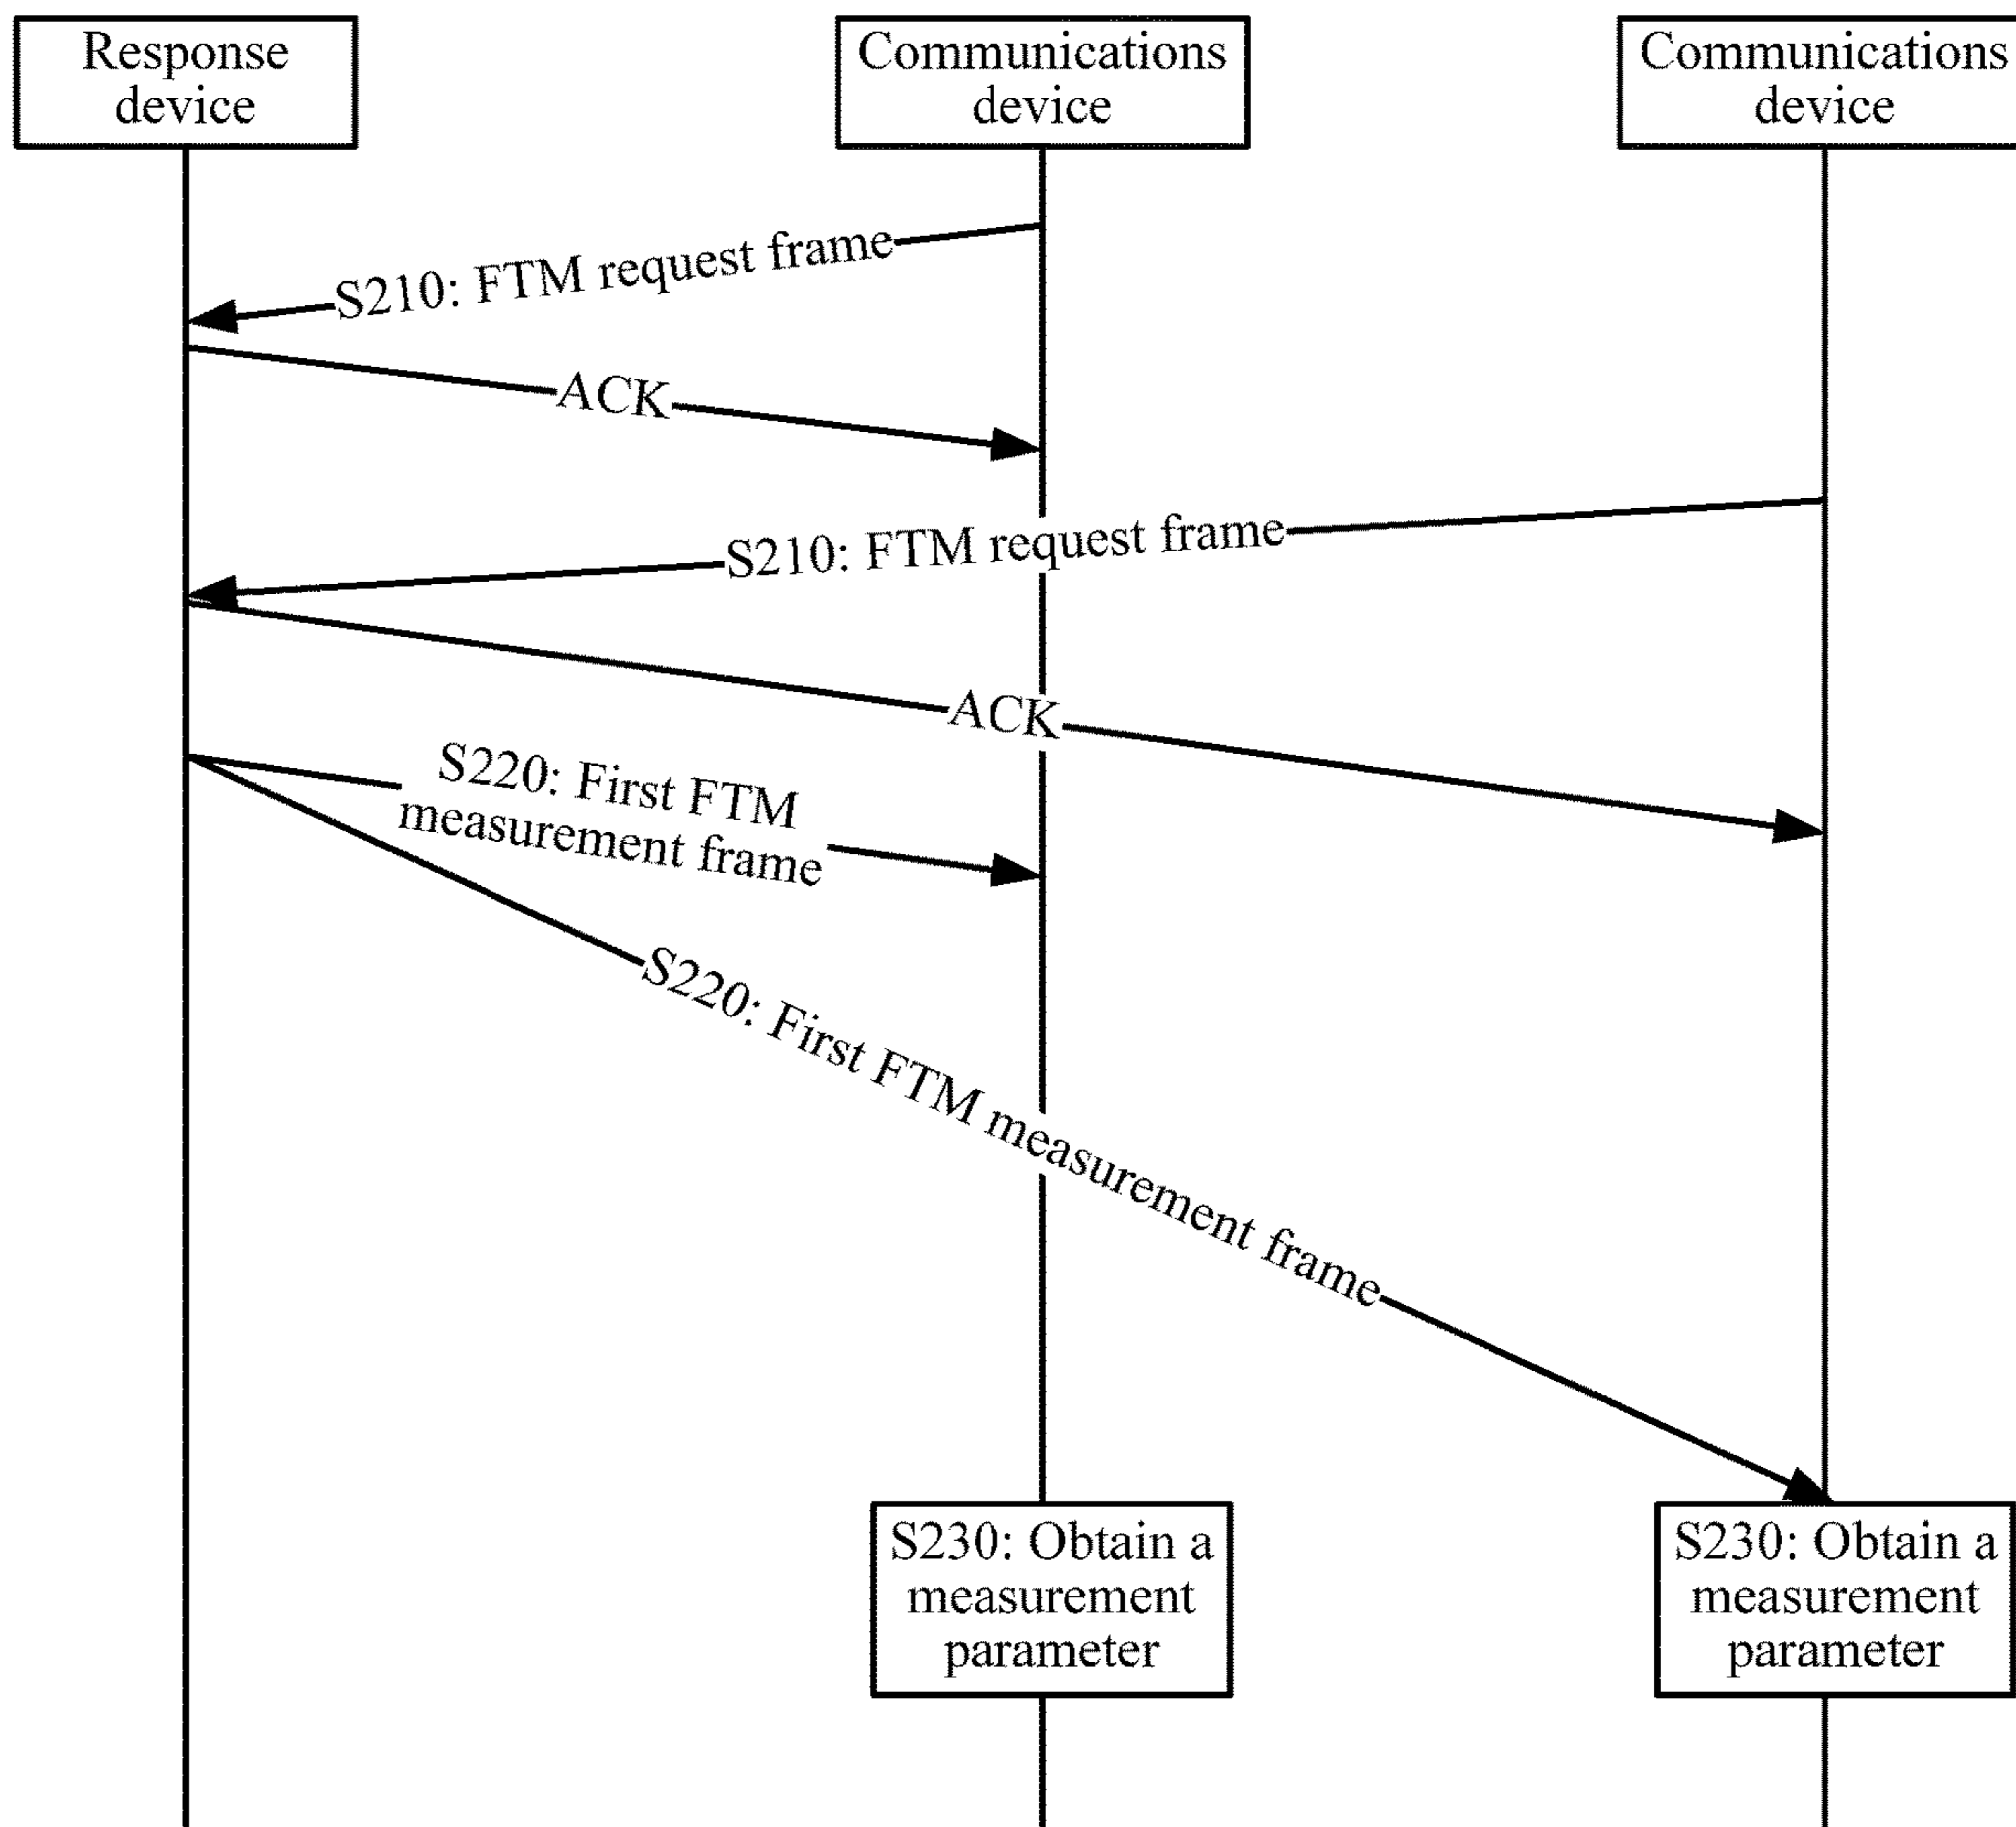 Response
device
Communications
device
Communications
device
S210: FTM request frame
ACK
S210: FTM request frame
ACK
S220: First FTM
measurement frame
S220: First FTM measurement frame
S230: Obtain a
measurement
parameter
S230: Obtain a
measurement
parameter